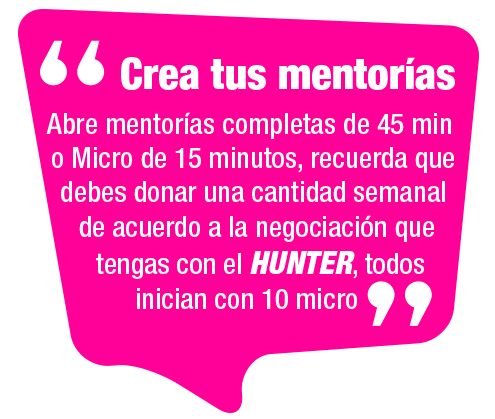 “ Crea tus mentorías
Abre mentorías completas de 45 min
o Micro de 15 minutos, recuerda que
debes donar una cantidad semanal
de acuerdo a la negociación que
tengas con el HUNTER, todos
inician con 10 micro ”